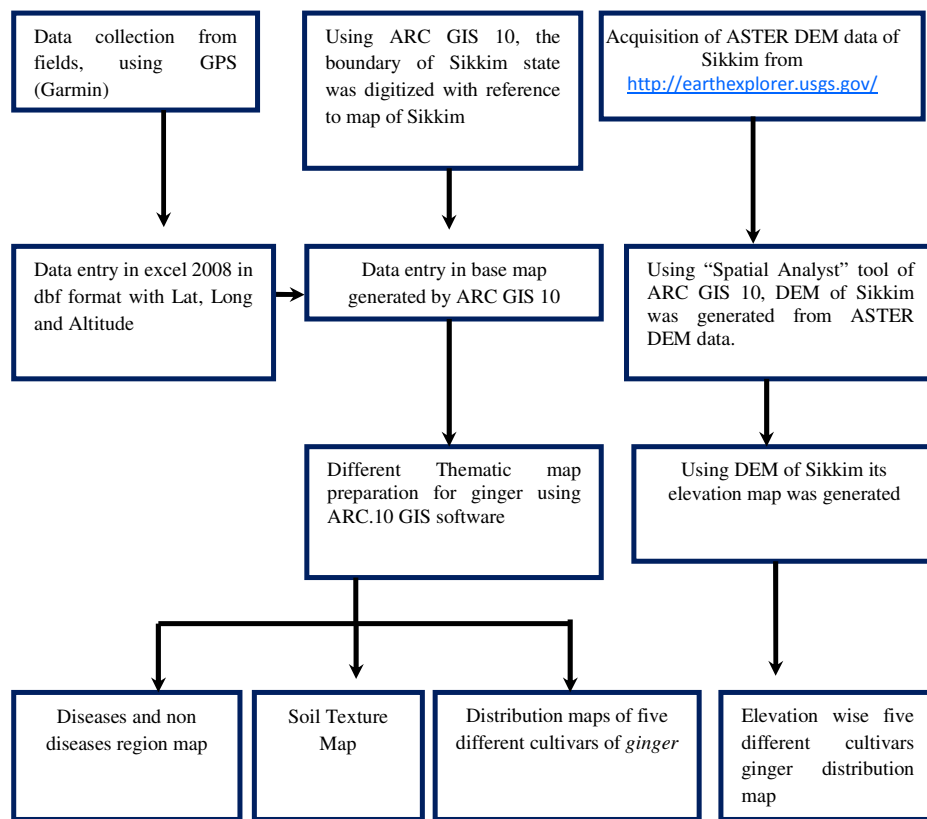 Data collection from
fields, using GPS
(Garmin)
Using ARC GIS 10, the
boundary of Sikkim state
was digitized with reference
to map of Sikkim
Acquisition of ASTER DEM data of
Sikkim from
http://earthexplorer.usgs.gov/
Data entry in excel 2008 in
dbf format with Lat, Long
and Altitude
Data entry in base map
generated by ARC GIS 10
Using “Spatial Analyst” tool of
ARC GIS 10, DEM of Sikkim
was generated from ASTER
DEM data.
Different Thematic map
preparation for ginger using
ARC.10 GIS software
Using DEM of Sikkim its
elevation map was generated
Diseases and non
diseases region map
Soil Texture
Map
Distribution maps of five
different cultivars of ginger
Elevation wise five
different cultivars
ginger distribution
map